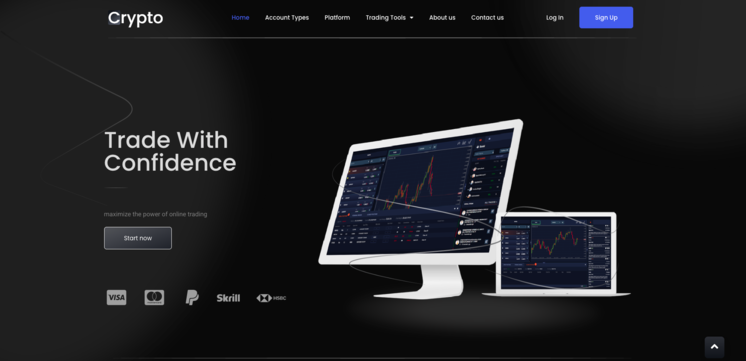 Crypto
Home Account Types Platform Trading Tools About us Contact us Log In Sign Up
Trade With
Confidence
maximize the power of online trading
Start now
VISA Skrill HSBC